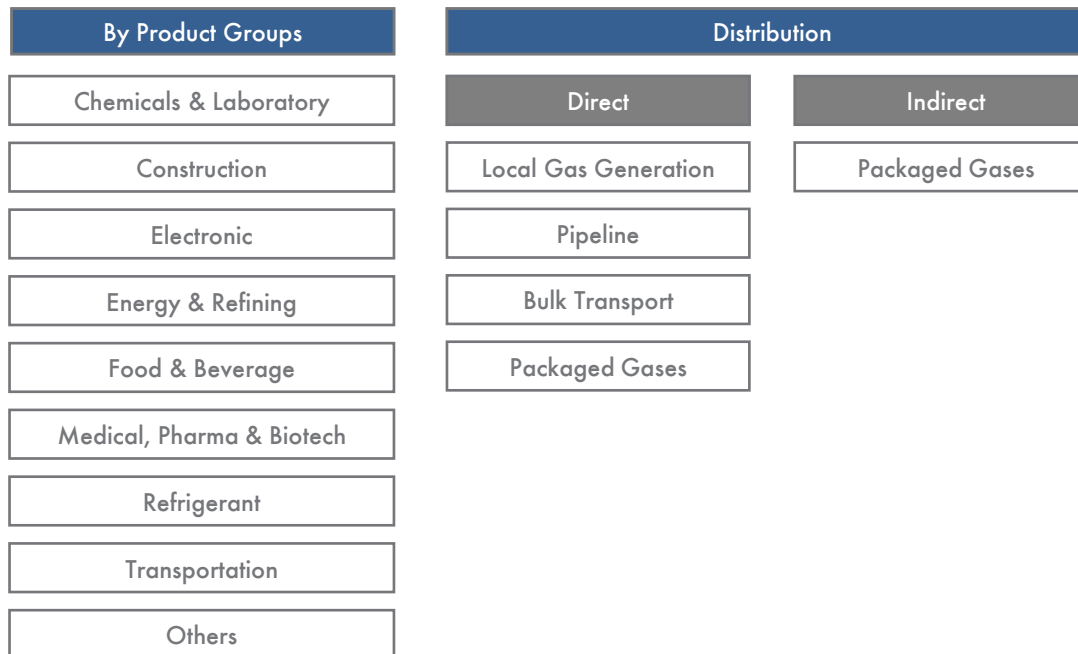 By Product Groups
Chemicals & Laboratory
Construction
Electronic
Energy & Refining
Food & Beverage
Medical, Pharma & Biotech
Refrigerant
Transportation
Others
Distribution
Direct
Local Gas Generation
Pipeline
Bulk Transport
Packaged Gases
Indirect
Packaged Gases